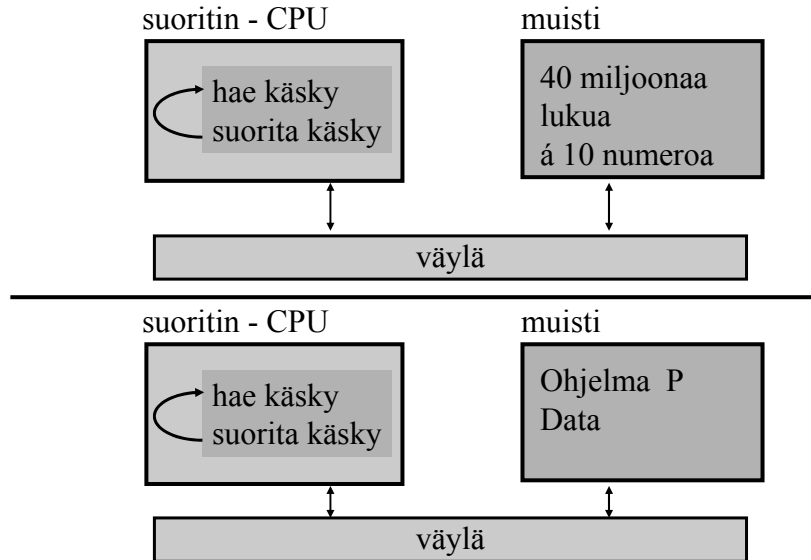 suoritin - CPU
muisti
hae käsky
suorita käsky
40 miljoonaa
lukua
á 10 numeroa
väylä
suoritin - CPU
muisti
hae käsky
suorita käsky
Ohjelma P
Data
väylä